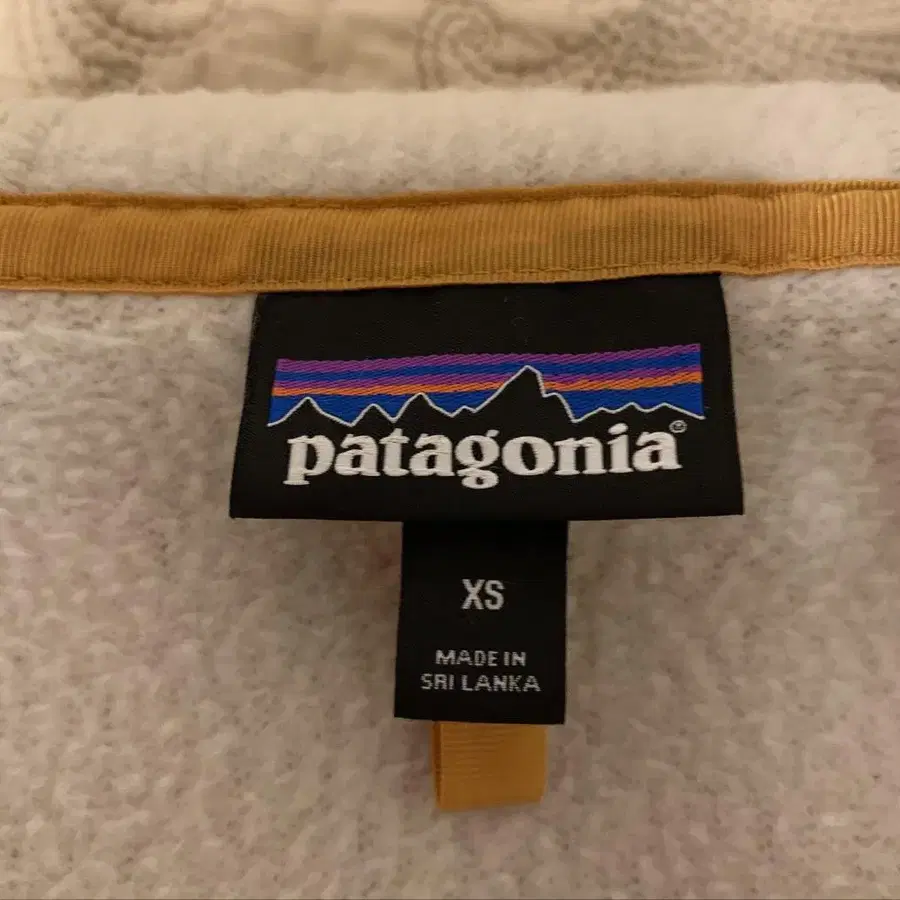 patagonia®
XS
MADE IN
SRI LANKA